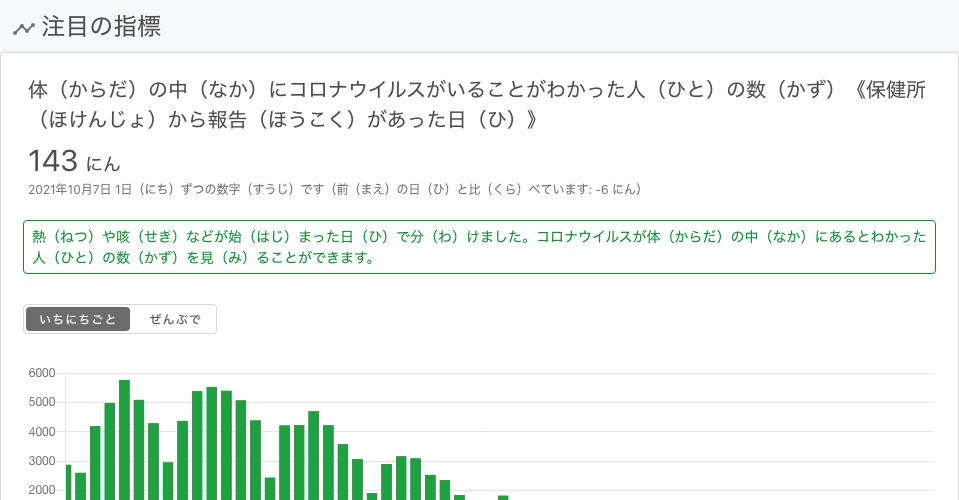 注目の指標
体（からだ）の中（なか）にコロナウイルスがいることがわかった人（ひと）の数（かず）《保健所
（ほけんじょ）から報告（ほうこく）があった日（ひ）》
143 にん
2021年10月7日 1日（にち）ずつの数字（すうじ）です（前（まえ）の日（ひ）と比（くら）べています: -6 にん）
熱（ねつ）や咳（せき）などが始（はじ）まった日（ひ）で分（わ）けました。コロナウイルスが体（からだ）の中（なか）にあるとわかった
人（ひと）の数（かず）を見（み）ることができます。
いちにちごと ぜんぶで
6000
5000
4000
3000
2000